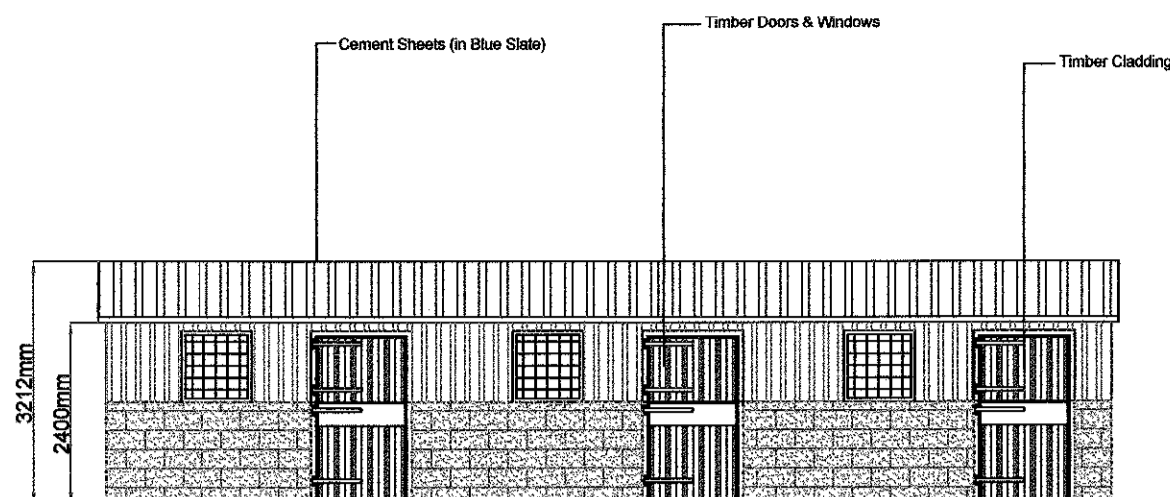 Timber Doors & Windows
Cement Sheets (in Blue Slate)
Timber Cladding
3212mm
2400mm